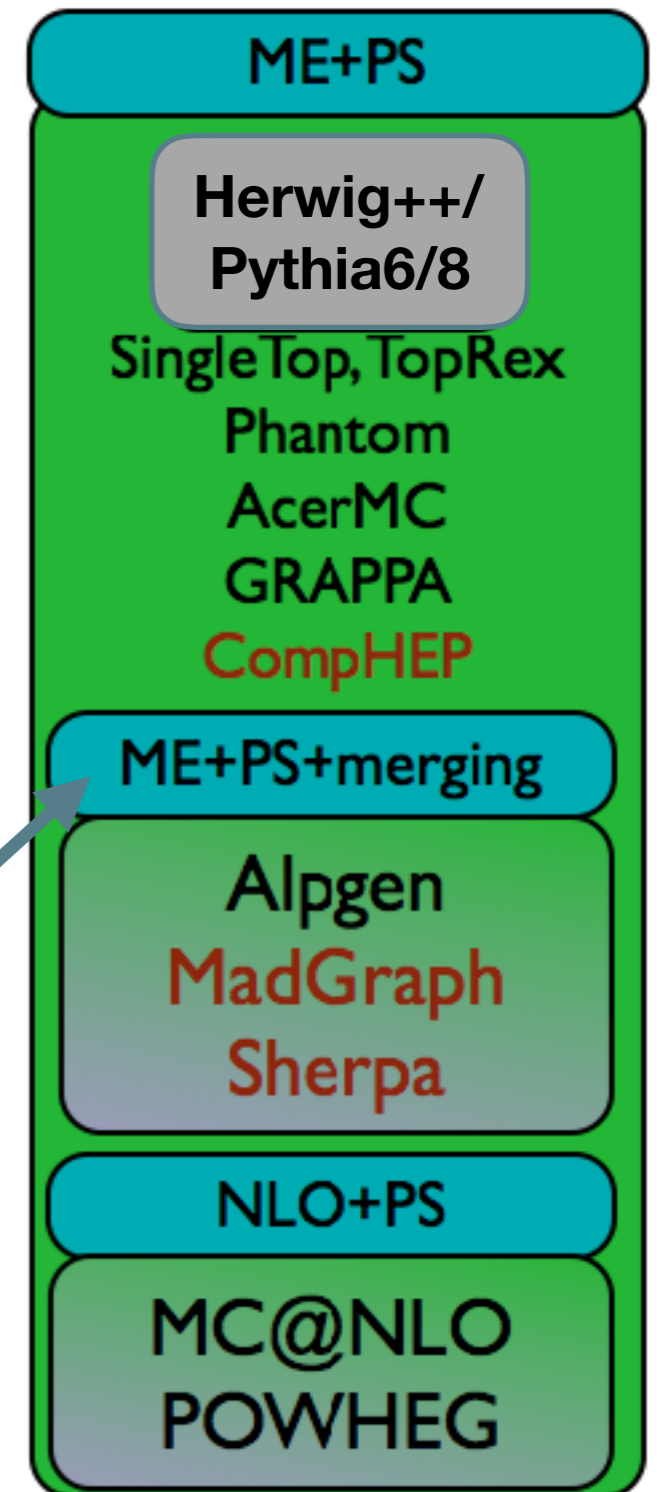 ME+PS
Herwig++/
Pythia6/8
SingleTop, TopRex
Phantom
AcerMC
GRAPPA
CompHEP
ME+PS+merging
Alpgen
MadGraph
Sherpa
NLO+PS
MC@NLO
POWHEG